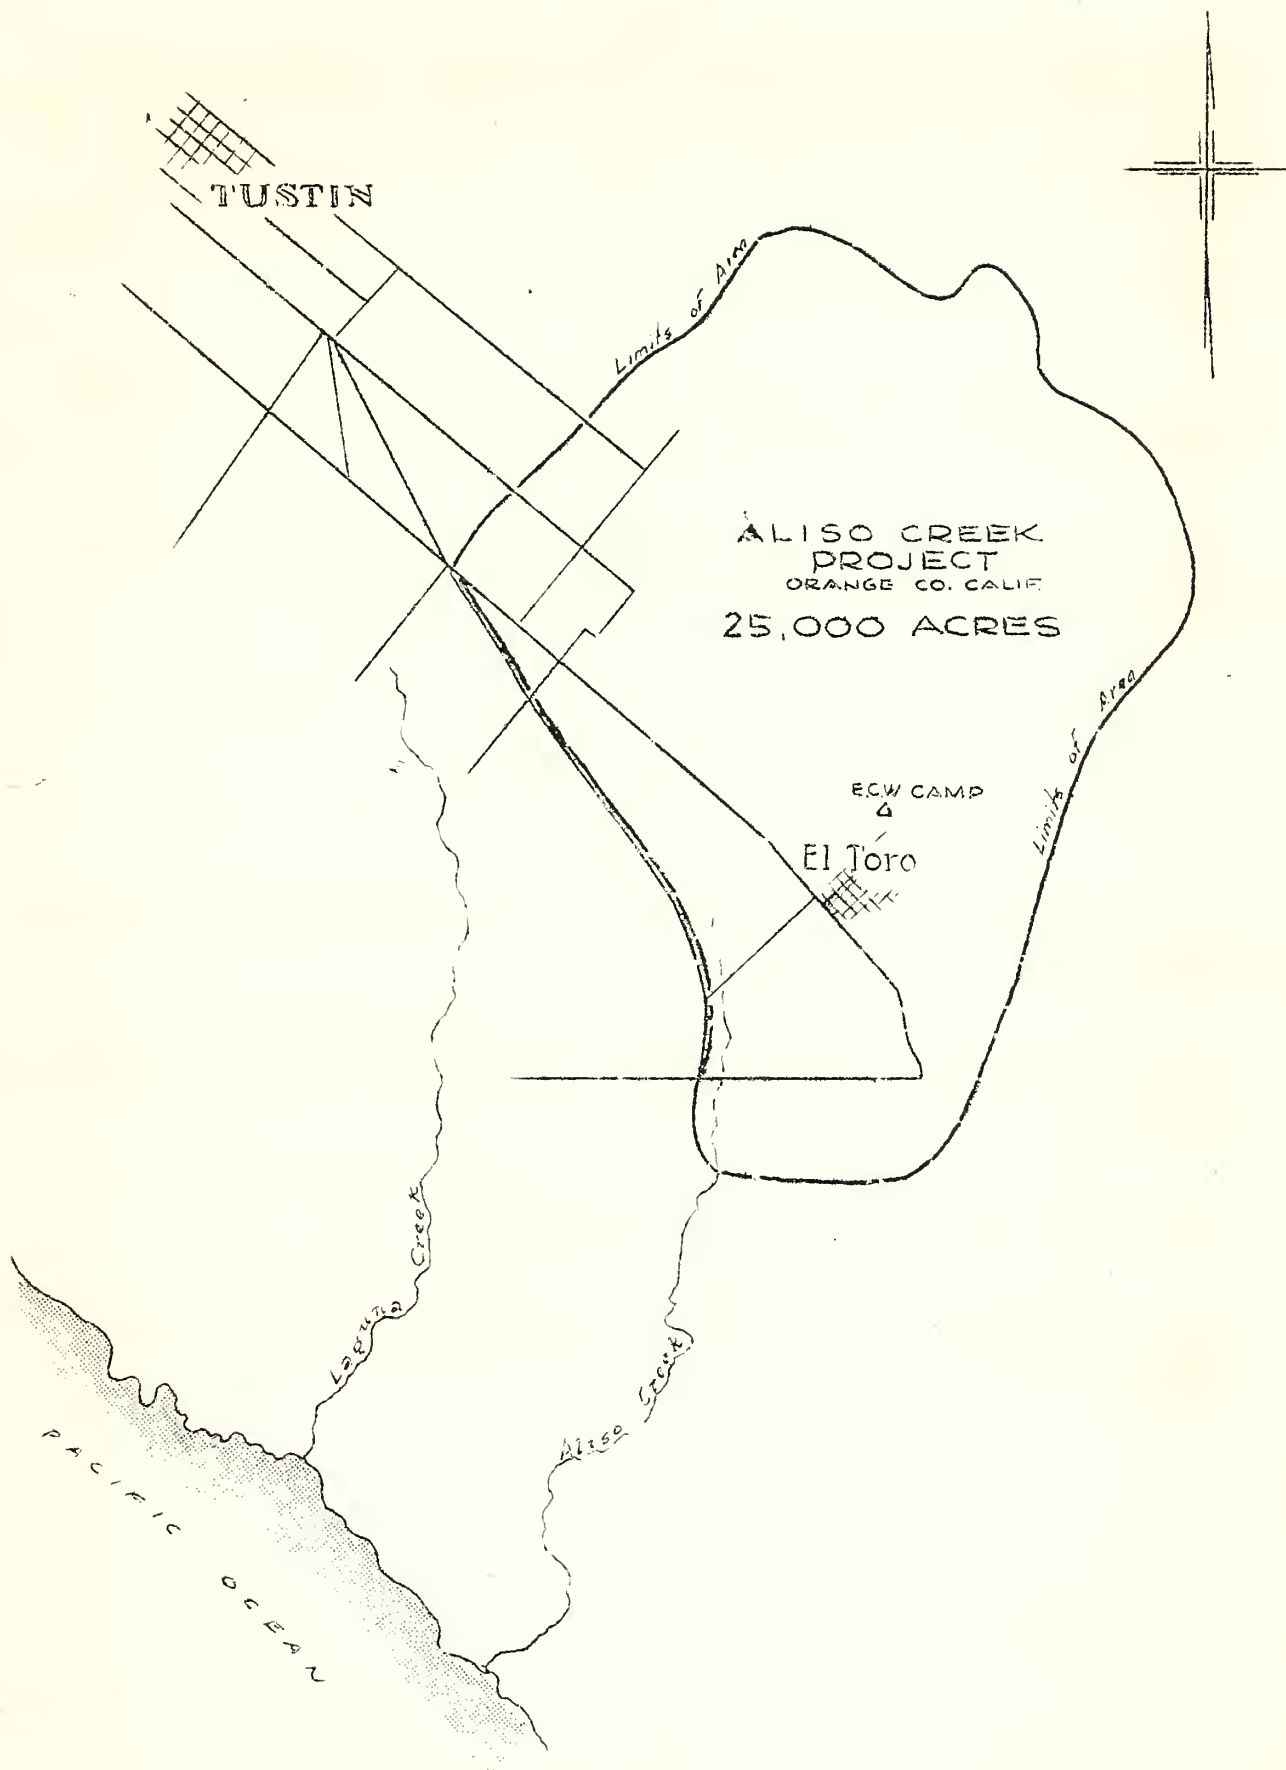 TUSTIN
Limits of Area
ALISO CREEK
PROJECT
ORANGE CO. CALIF.
25,000 ACRES
Limits of Area
E.C.W CAMP
El Toro
Laguna Creek
Aliso Creek
PACIFIC OCEAN